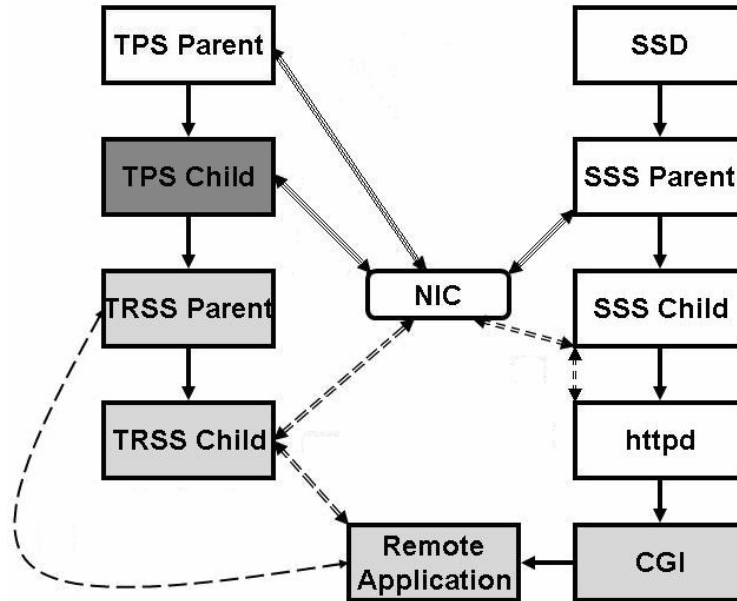 TPS Parent
SSD
TPS Child
SSS Parent
NIC
TRSS Parent
SSS Child
TRSS Child
httpd
Remote
Application
CGI